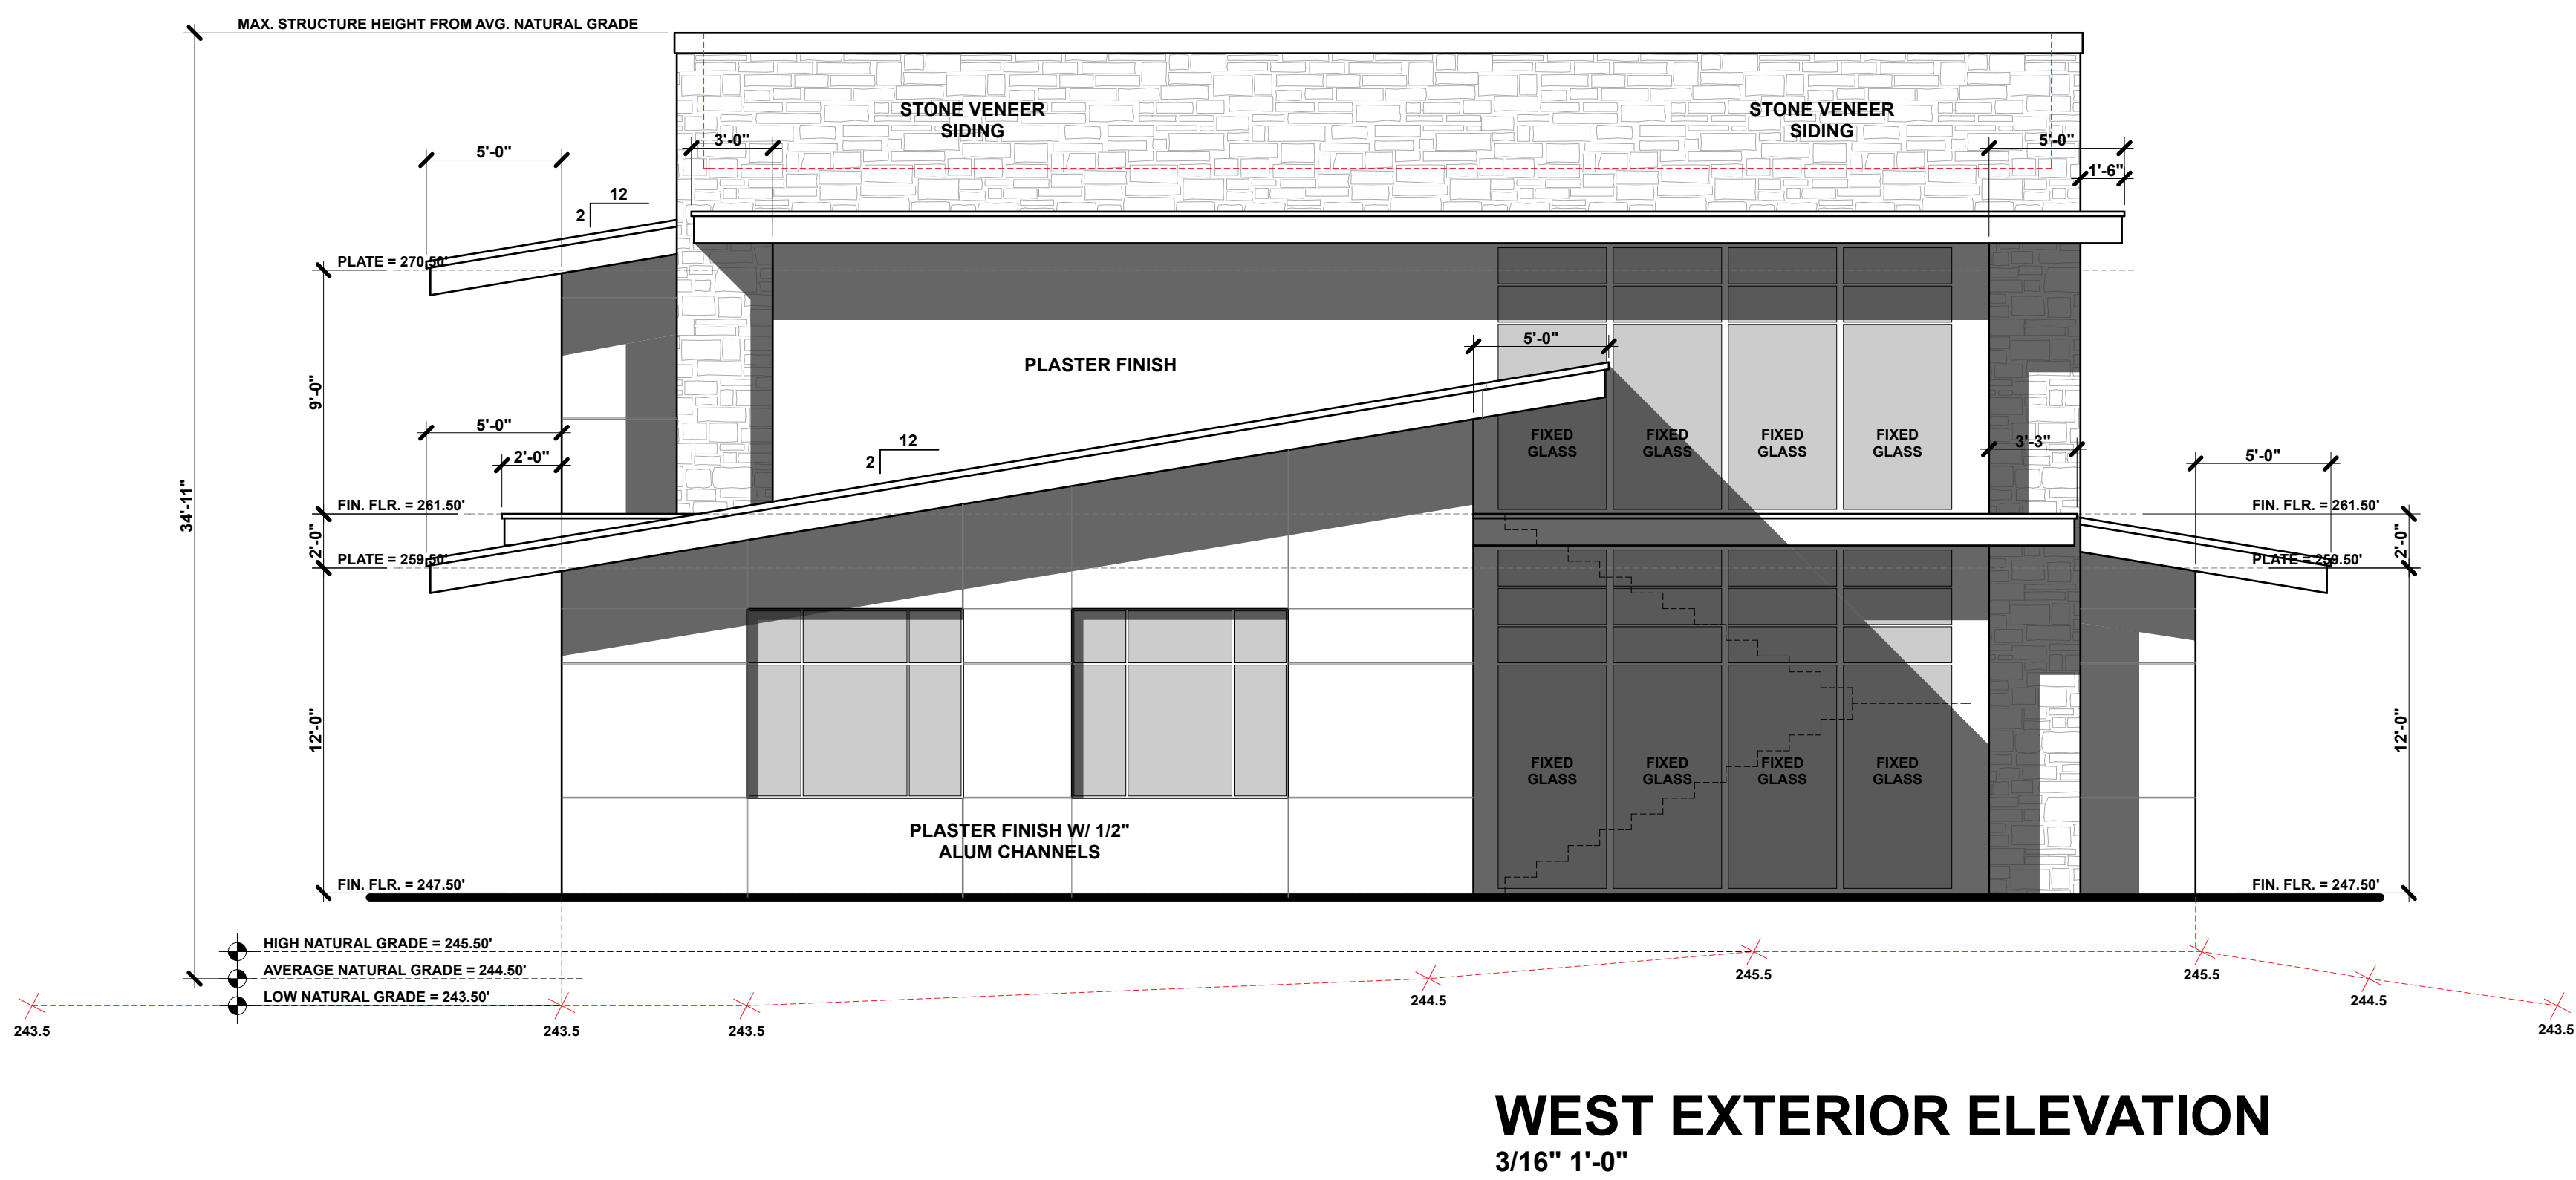 MAX. STRUCTURE HEIGHT FROM AVG. NATURAL GRADE
STONE VENEER
SIDING
STONE VENEER
SIDING
3'-0"
5'-0"
5'-0"
1'-6"
12
2
PLATE = 270.50'
5'-0"
PLASTER FINISH
9'-0"
5'-0"
2'-0"
12
2
FIXED
GLASS
FIXED
GLASS
FIXED
GLASS
FIXED
GLASS
3'-3"
5'-0"
34'-11"
FIN. FLR. = 261.50'
FIN. FLR. = 261.50'
2'-0"
2'-0"
PLATE = 259.50'
PLATE = 259.50'
12'-0"
12'-0"
FIXED
GLASS
FIXED
GLASS
FIXED
GLASS
FIXED
GLASS
PLASTER FINISH W/ 1/2"
ALUM CHANNELS
FIN. FLR. = 247.50'
FIN. FLR. = 247.50'
HIGH NATURAL GRADE = 245.50'
AVERAGE NATURAL GRADE = 244.50'
LOW NATURAL GRADE = 243.50'
243.5
243.5
243.5
244.5
245.5
245.5
244.5
243.5
WEST EXTERIOR ELEVATION
3/16" 1'-0"